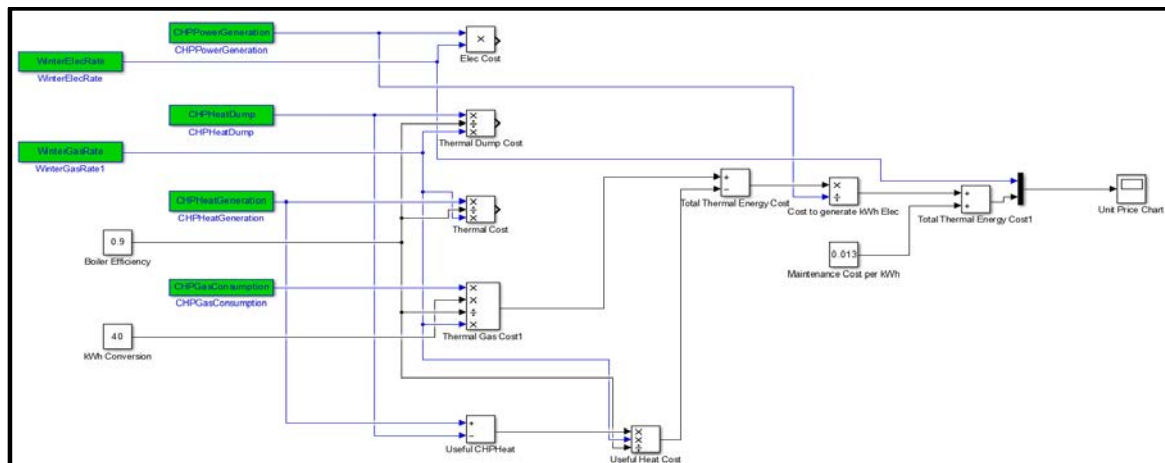 CHPPowerGeneration
CHPPowerGeneration
×
Elec Cost
WinterElecRate
WinterElecRate
CHPHeatDump
CHPHeatDump
×
÷
×
Thermal Dump Cost
WinterGasRate
WinterGasRate1
+
−
Total Thermal Energy Cost
×
÷
Cost to generate kWh Elec
+
+
Total Thermal Energy Cost1
Unit Price Chart
CHPHeatGeneration
CHPHeatGeneration
×
÷
×
Thermal Cost
0.9
Boiler Efficiency
0.013
Maintenance Cost per kWh
CHPGasConsumption
CHPGasConsumption
×
×
÷
×
Thermal Gas Cost1
40
kWh Conversion
+
−
Useful CHPHeat
×
×
÷
Useful Heat Cost